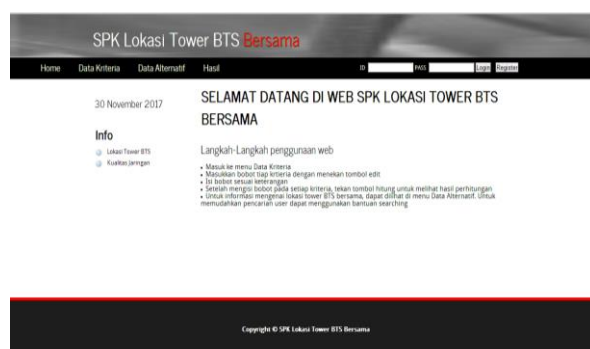 SPK Lokasi Tower BTS Bersama
Home Data Kriteria Data Alternatif Hasil ID PASS Login Register
30 November 2017
Info
Lokasi Tower BTS
Kualitas Jaringan
SELAMAT DATANG DI WEB SPK LOKASI TOWER BTS
BERSAMA
Langkah-Langkah penggunaan web
• Masuk ke menu Data Kriteria
• Masukkan bobot tiap kriteria dengan menekan tombol edit
• Isi bobot sesuai keterangan
• Setelah mengisi bobot pada setiap kriteria, tekan tombol hitung untuk melihat hasil perhitungan
• Untuk informasi mengenai lokasi tower BTS bersama, dapat dilihat di menu Data Alternatif. Untuk
memudahkan pencarian user dapat menggunakan bantuan searching
Copyright © SPK Lokasi Tower BTS Bersama